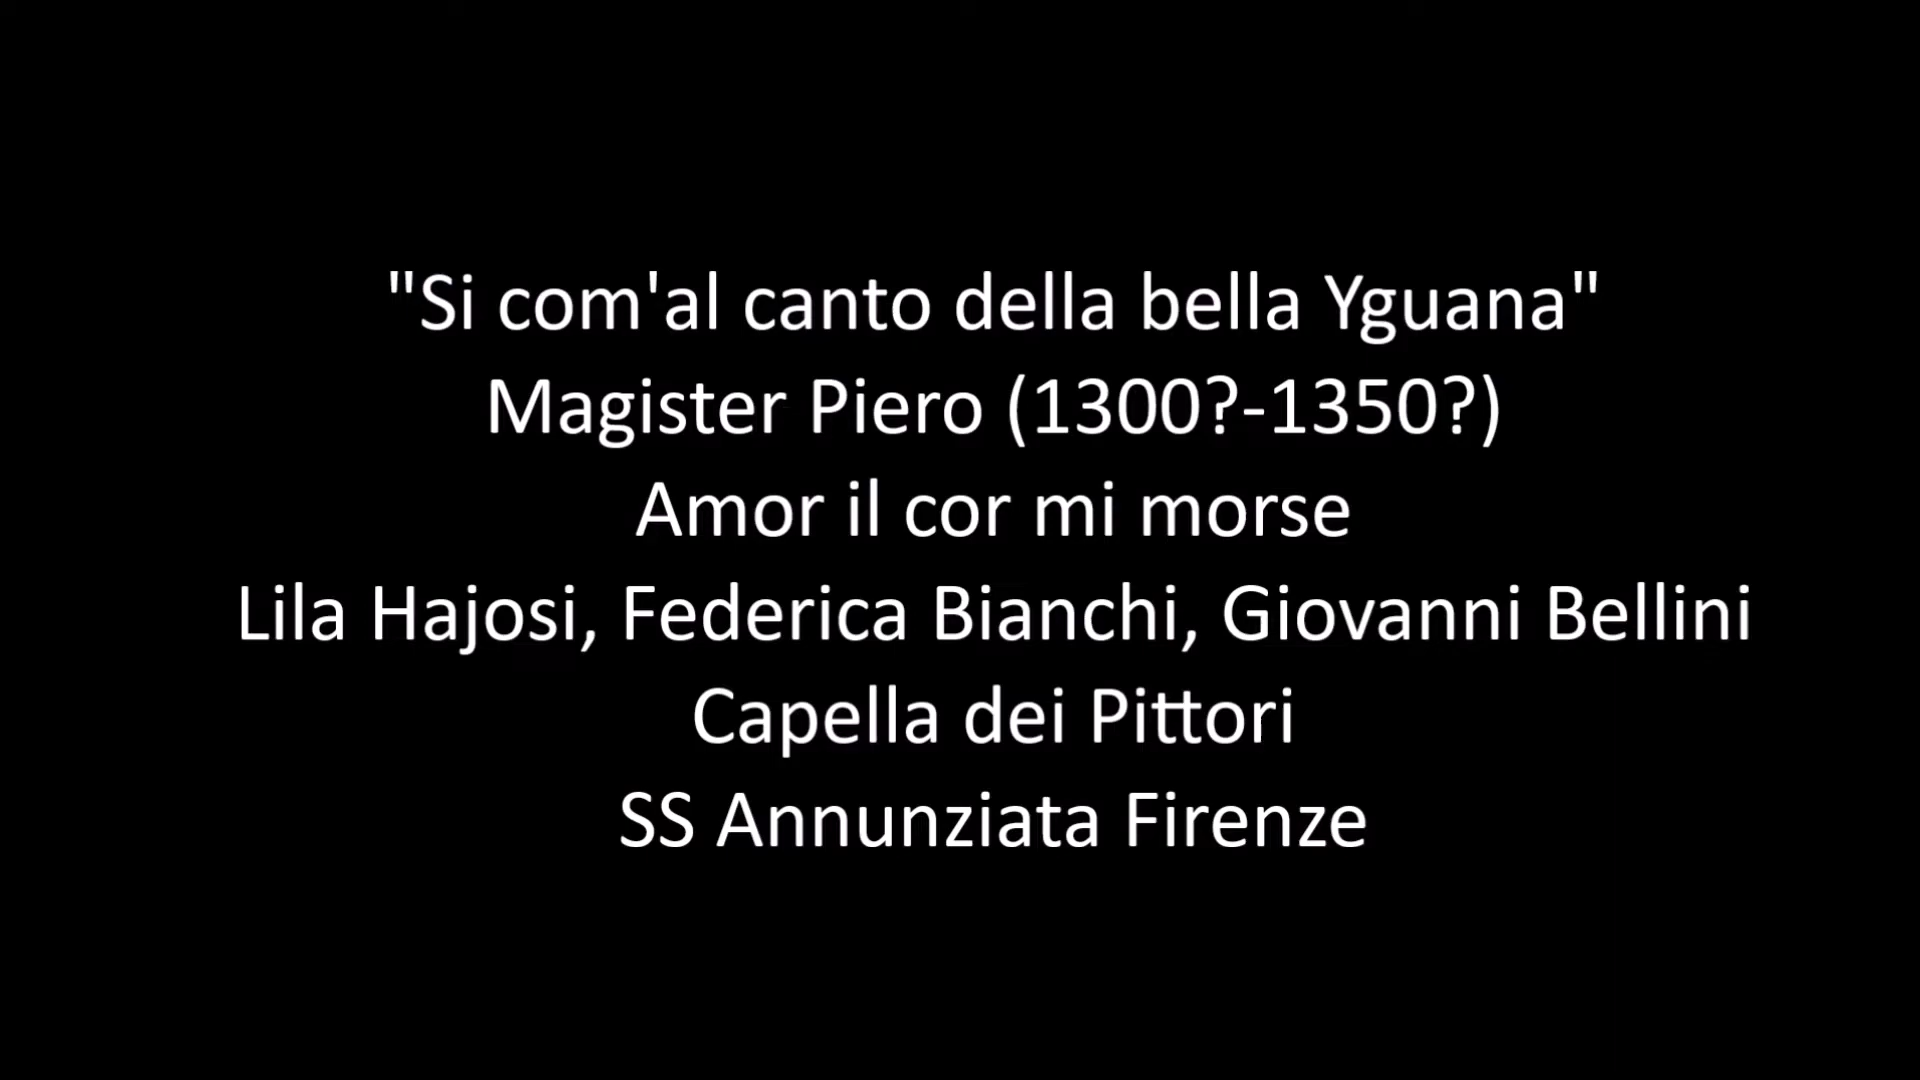 "Si com'al canto della bella Yguana"
Magister Piero (1300?-1350?)
Amor il cor mi morse
Lila Hajosi, Federica Bianchi, Giovanni Bellini
Capella dei Pittori
SS Annunziata Firenze